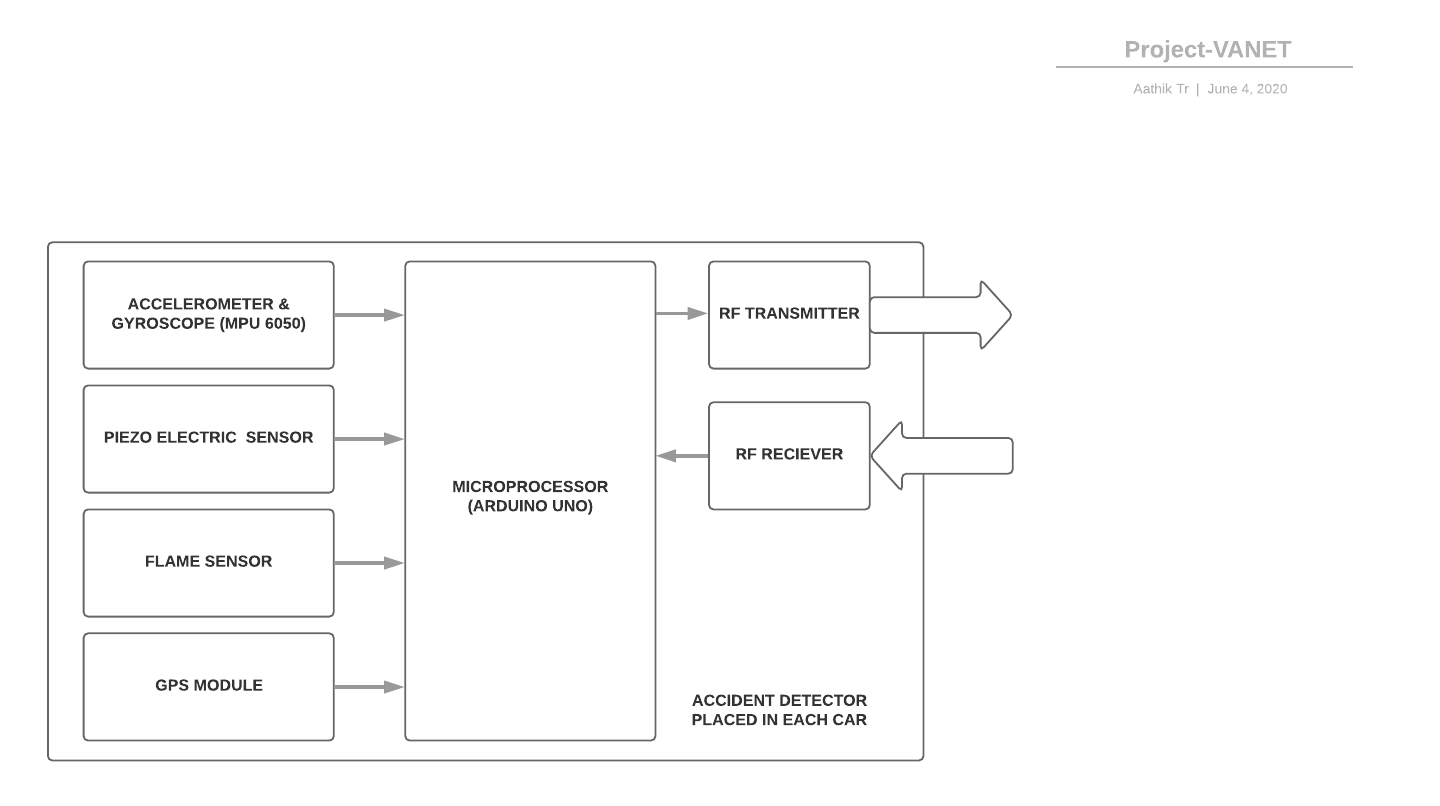 Project-VANET
Aathik Tr | June 4, 2020
ACCELEROMETER &
GYROSCOPE (MPU 6050)
PIEZO ELECTRIC  SENSOR
FLAME SENSOR
GPS MODULE
MICROPROCESSOR
(ARDUINO UNO)
RF TRANSMITTER
RF RECIEVER
ACCIDENT DETECTOR
PLACED IN EACH CAR